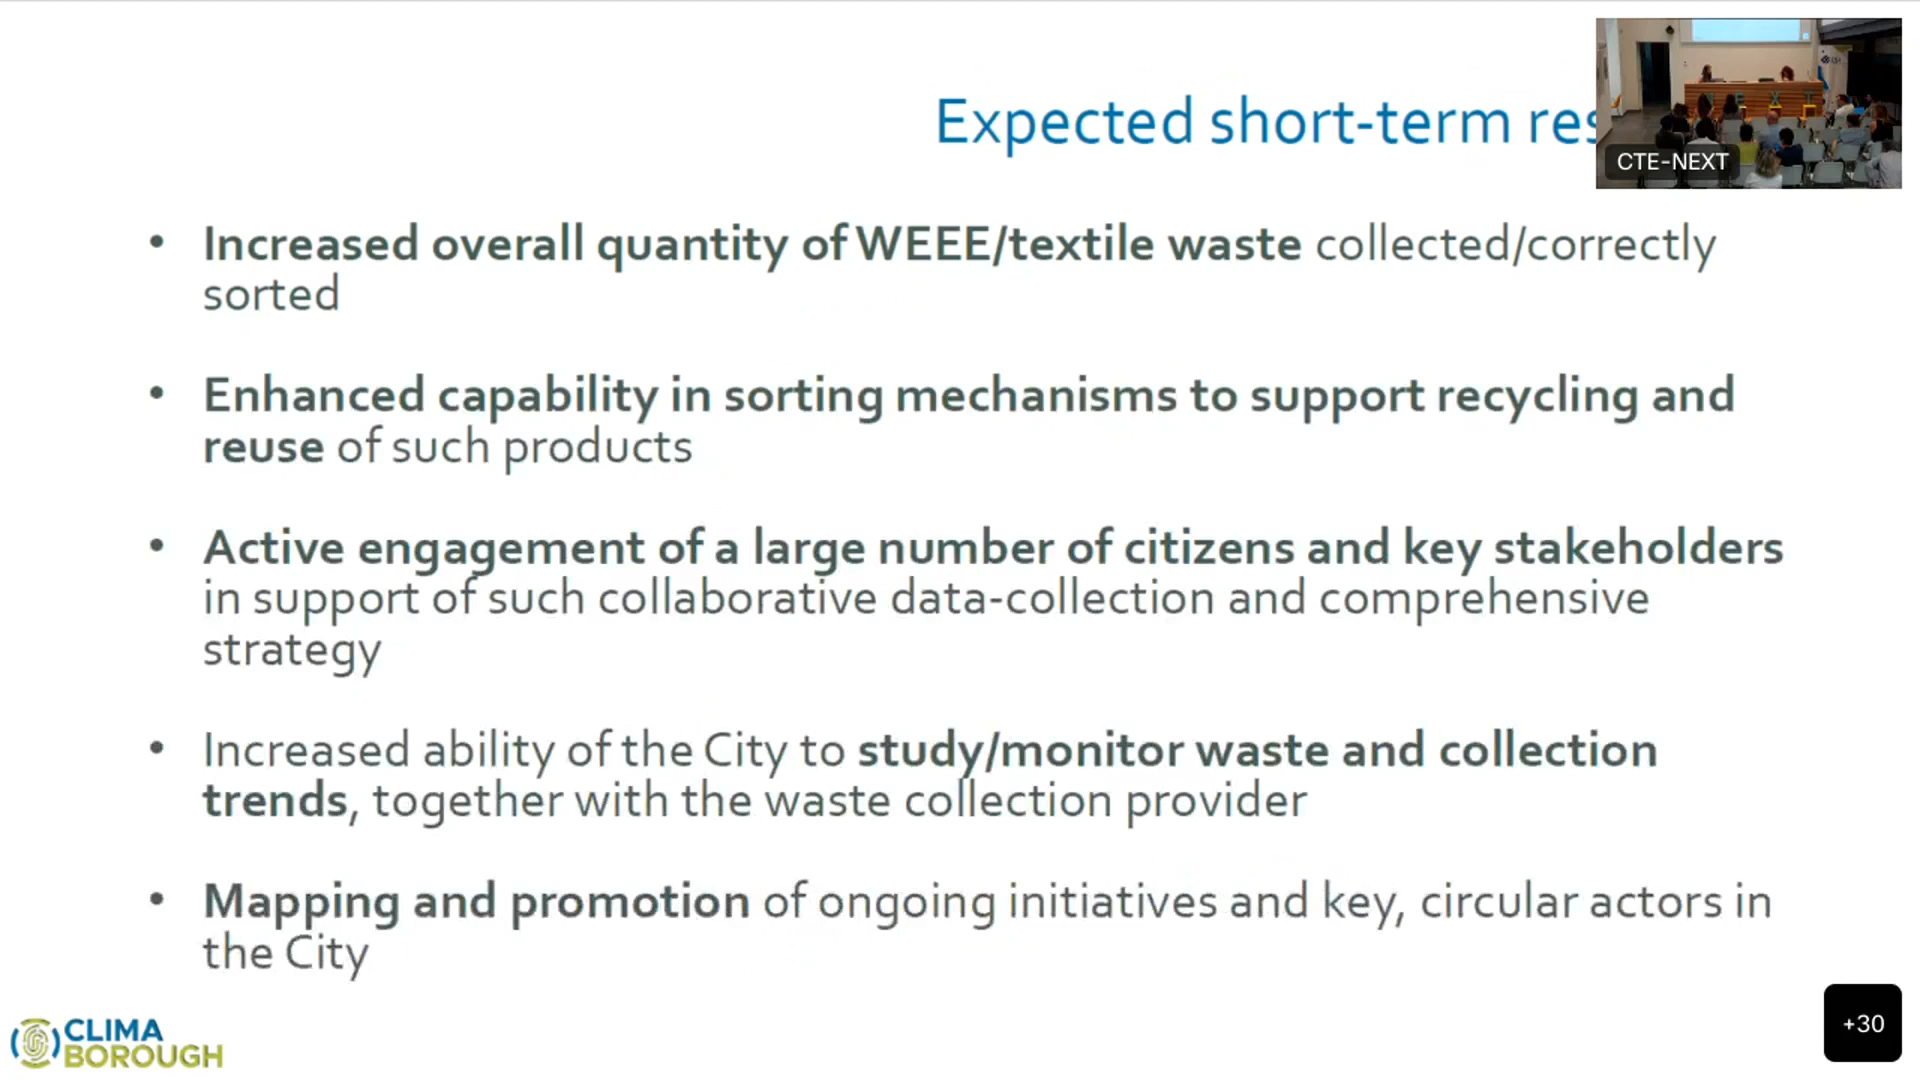 Expected short-term res
CTE-NEXT
• Increased overall quantity of WEEE/textile waste collected/correctly
sorted
• Enhanced capability in sorting mechanisms to support recycling and
reuse of such products
• Active engagement of a large number of citizens and key stakeholders
in support of such collaborative data-collection and comprehensive
strategy
• Increased ability of the City to study/monitor waste and collection
trends, together with the waste collection provider
• Mapping and promotion of ongoing initiatives and key, circular actors in
the City
CLIMA
BOROUGH
+30